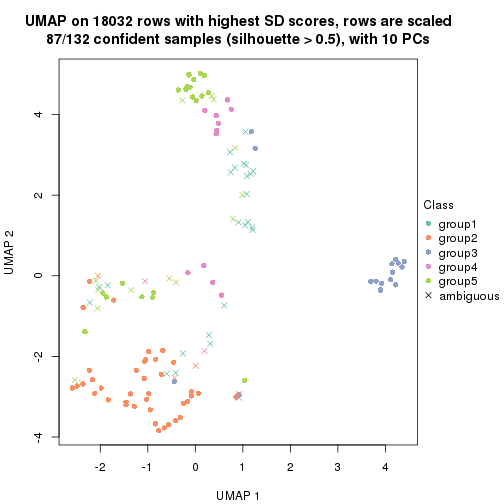 UMAP on 18032 rows with highest SD scores, rows are scaled
87/132 confident samples (silhouette > 0.5), with 10 PCs
4
2
0
-2
-4
UMAP 2
-2
-1
0
1
2
3
4
UMAP 1
Class
group1
group2
group3
group4
group5
ambiguous